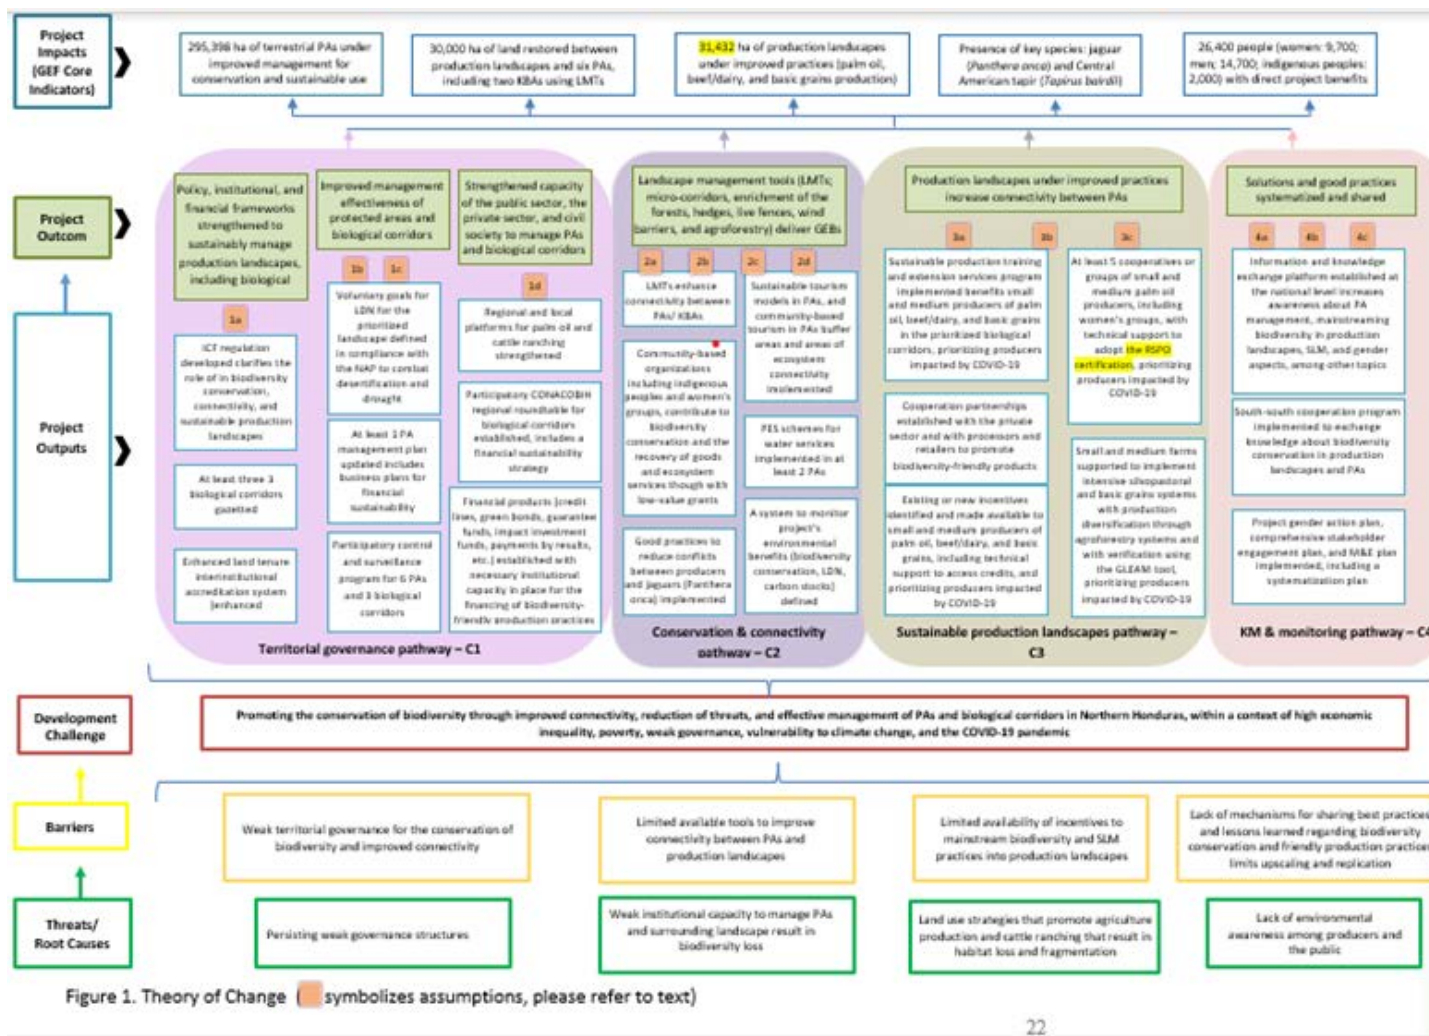 Project
Impacts
(GEF Core
Indicators)
295,398 ha of terrestrial PAs under
improved management for
conservation and sustainable use
30,000 ha of land restored between
production landscapes and six PAs,
including two KBAs using LMTs
31,432 ha of production landscapes
under improved practices (palm oil,
beef/dairy, and basic grains production)
Presence of key species: jaguar
(Panthera onca) and Central
American tapir (Tapirus bairdii)
26,400 people (women: 9,700;
men; 14,700; indigenous peoples:
2,000) with direct project benefits
Project
Outcom
Policy, institutional, and
financial frameworks
strengthened to
sustainably manage
production landscapes,
including biological
Improved management
effectiveness of
protected areas and
biological corridors
Strengthened capacity
of the public sector, the
private sector, and civil
society to manage PAs
and biological corridors
Landscape management tools (LMTs;
micro-corridors, enrichment of the
forests, hedges, live fences, wind
barriers, and agroforestry) deliver GEBs
Production landscapes under improved practices
increase connectivity between PAs
Solutions and good practices
systematized and shared
Project
Outputs
1a
ICF regulation
developed clarifies the
role of in biodiversity
conservation,
connectivity, and
sustainable production
landscapes
At least three 3
biological corridors
gazetted
Enhanced land tenure
interinstitutional
accreditation system
(enhanced
1b 1c
Voluntary goals for
LDN for the
prioritized
landscape defined
in compliance with
the NAP to combat
desertification and
drought
At least 1 PA
management plan
updated includes
business plans for
financial
sustainability
Participatory control
and surveillance
program for 6 PAs
and 3 biological
corridors
1d
Regional and local
platforms for palm oil and
cattle ranching
strengthened
Participatory CONACOBIH
regional roundtable for
biological corridors
established, includes a
financial sustainability
strategy
Financial products (credit
lines, green bonds, guarantee
funds, impact investment
funds, payments by results,
etc.) established with
necessary institutional
capacity in place for the
financing of biodiversity-
friendly production practices
Territorial governance pathway – C1
2a 2b 2c 2d
LMTs enhance
connectivity between
PAs/ KBAs
Community-based
organizations
including indigenous
peoples and women's
groups, contribute to
biodiversity
conservation and the
recovery of goods
and ecosystem
services though with
low-value grants
Good practices to
reduce conflicts
between producers
and jaguars (Panthera
onca) implemented
Sustainable tourism
models in PAs, and
community-based
tourism in PAs buffer
areas and areas of
ecosystem
connectivity
implemented
PES schemes for
water services
implemented in at
least 2 PAs
A system to monitor
project's
environmental
benefits (biodiversity
conservation, LDN,
carbon stocks)
defined
Conservation & connectivity
pathway – C2
3a 3b 3c
Sustainable production training
and extension services program
implemented benefits small
and medium producers of palm
oil, beef/dairy, and basic grains
in the prioritized biological
corridors, prioritizing producers
impacted by COVID-19
Cooperation partnerships
established with the private
sector and with processors and
retailers to promote
biodiversity-friendly products
Existing or new incentives
identified and made available to
small and medium producers of
palm oil, beef/dairy, and basic
grains, including technical
support to access credits, and
prioritizing producers impacted
by COVID-19
At least 5 cooperatives or
groups of small and
medium palm oil
producers, including
women's groups, with
technical support to
adopt the RSPO
certification, prioritizing
producers impacted by
COVID-19
Small and medium farms
supported to implement
intensive silvopastoral
and basic grains systems
with production
diversification through
agroforestry systems and
with verification using
the GLEAM tool,
prioritizing producers
impacted by COVID-19
Sustainable production landscapes pathway –
C3
4a 4b 4c
Information and knowledge
exchange platform established at
the national level increases
awareness about PA
management, mainstreaming
biodiversity in production
landscapes, SLM, and gender
aspects, among other topics
South-south cooperation program
implemented to exchange
knowledge about biodiversity
conservation in production
landscapes and PAs
Project gender action plan,
comprehensive stakeholder
engagement plan, and M&E plan
implemented, including a
systematization plan
KM & monitoring pathway – C4
Development
Challenge
Promoting the conservation of biodiversity through improved connectivity, reduction of threats, and effective management of PAs and biological corridors in Northern Honduras, within a context of high economic
inequality, poverty, weak governance, vulnerability to climate change, and the COVID-19 pandemic
Barriers
Weak territorial governance for the conservation of
biodiversity and improved connectivity
Limited available tools to improve
connectivity between PAs and
production landscapes
Limited availability of incentives to
mainstream biodiversity and SLM
practices into production landscapes
Lack of mechanisms for sharing best practices
and lessons learned regarding biodiversity
conservation and friendly production practices
limits upscaling and replication
Threats/
Root Causes
Persisting weak governance structures
Weak institutional capacity to manage PAs
and surrounding landscape result in
biodiversity loss
Land use strategies that promote agriculture
production and cattle ranching that result in
habitat loss and fragmentation
Lack of environmental
awareness among producers and
the public
Figure 1. Theory of Change ( symbolizes assumptions, please refer to text)
22